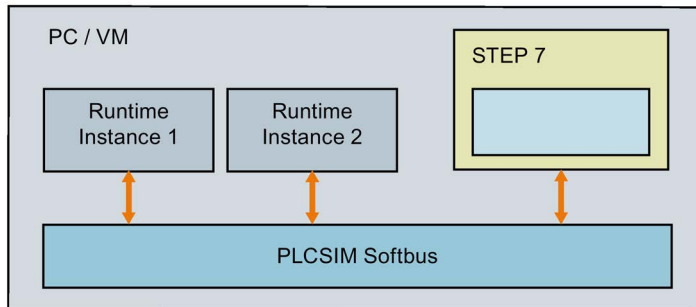 PC / VM
STEP 7
Runtime
Instance 1
Runtime
Instance 2
PLCSIM Softbus